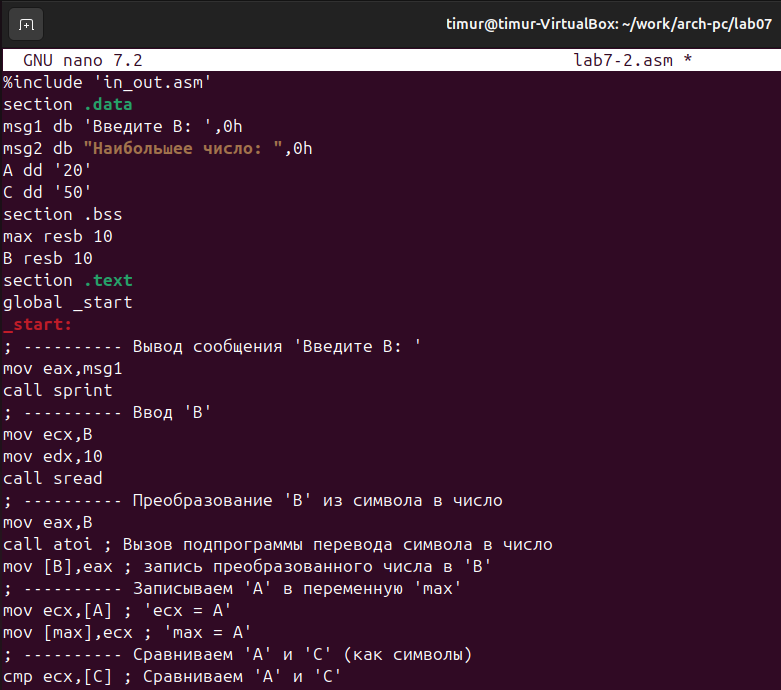 timur@timur-VirtualBox: ~/work/arch-pc/lab07
GNU nano 7.2 lab7-2.asm *
%include 'in_out.asm'
section .data
msg1 db 'Введите B: ',0h
msg2 db "Наибольшее число: ",0h
A dd '20'
C dd '50'
section .bss
max resb 10
B resb 10
section .text
global _start
_start:
; ---------- Вывод сообщения 'Введите B: '
mov eax,msg1
call sprint
; ---------- Ввод 'B'
mov ecx,B
mov edx,10
call sread
; ---------- Преобразование 'B' из символа в число
mov eax,B
call atoi ; Вызов подпрограммы перевода символа в число
mov [B],eax ; запись преобразованного числа в 'B'
; ---------- Записываем 'A' в переменную 'max'
mov ecx,[A] ; 'ecx = A'
mov [max],ecx ; 'max = A'
; ---------- Сравниваем 'A' и 'С' (как символы)
cmp ecx,[C] ; Сравниваем 'A' и 'С'